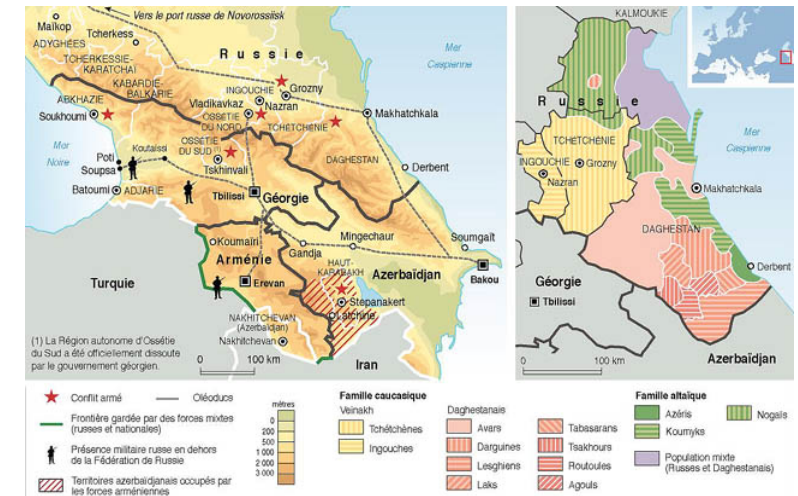 Vers le port russe de Novorossiisk
Maïkop
ADYGHÉES
Tcherkess
TCHERKESSIE-
KARATCHAÏ
KABARDIE-
BALKARIE
Russie
Mer
Caspienne
INGOUCHIE
Grozny
Nazran
Vladikavkaz
OSSÉTIE
DU NORD
TCHÉTCHÉNIE
Makhatchkala
ABKHAZIE
Soukhoumi
OSSÉTIE
DU SUD (1)
Tskhinvali
DAGHESTAN
Derbent
Mer
Noire
Poti
Soupsa
Koutaïssi
Batoumi
ADJARIE
Tbilissi
Géorgie
Koumaïri
Arménie
Erevan
Gandja
Mingechaur
Soumgaït
Bakou
Azerbaïdjan
HAUT-
KARABAKH
Stepanakert
Latchine
Turquie
NAKHITCHEVAN
(Azerbaïdjan)
Nakhitchevan
Iran
(1) La Région autonome d'Ossétie
du Sud a été officiellement dissoute
par le gouvernement géorgien.
0 100 km
KALMOUKIE
Russie
TCHÉTCHÉNIE
INGOUCHIE
Grozny
Nazran
Mer
Caspienne
Makhatchkala
DAGHESTAN
Derbent
Géorgie
Tbilissi
Azerbaïdjan
0 100 km
Conflit armé
Oléoducs
Frontière gardée par des forces mixtes
(russes et nationales)
Présence militaire russe en dehors
de la Fédération de Russie
Territoires azerbaïdjanais occupés par
les forces arméniennes
mètres
0
200
500
1 000
2 000
3 000
Famille caucasique
Veinakh
Tchétchènes
Ingouches
Daghestanais
Avars
Darguines
Lesghiens
Laks
Tabasarans
Tsakhours
Routoules
Agouls
Famille altaïque
Azéris
Koumyks
Nogaïs
Population mixte
(Russes et Daghestanais)